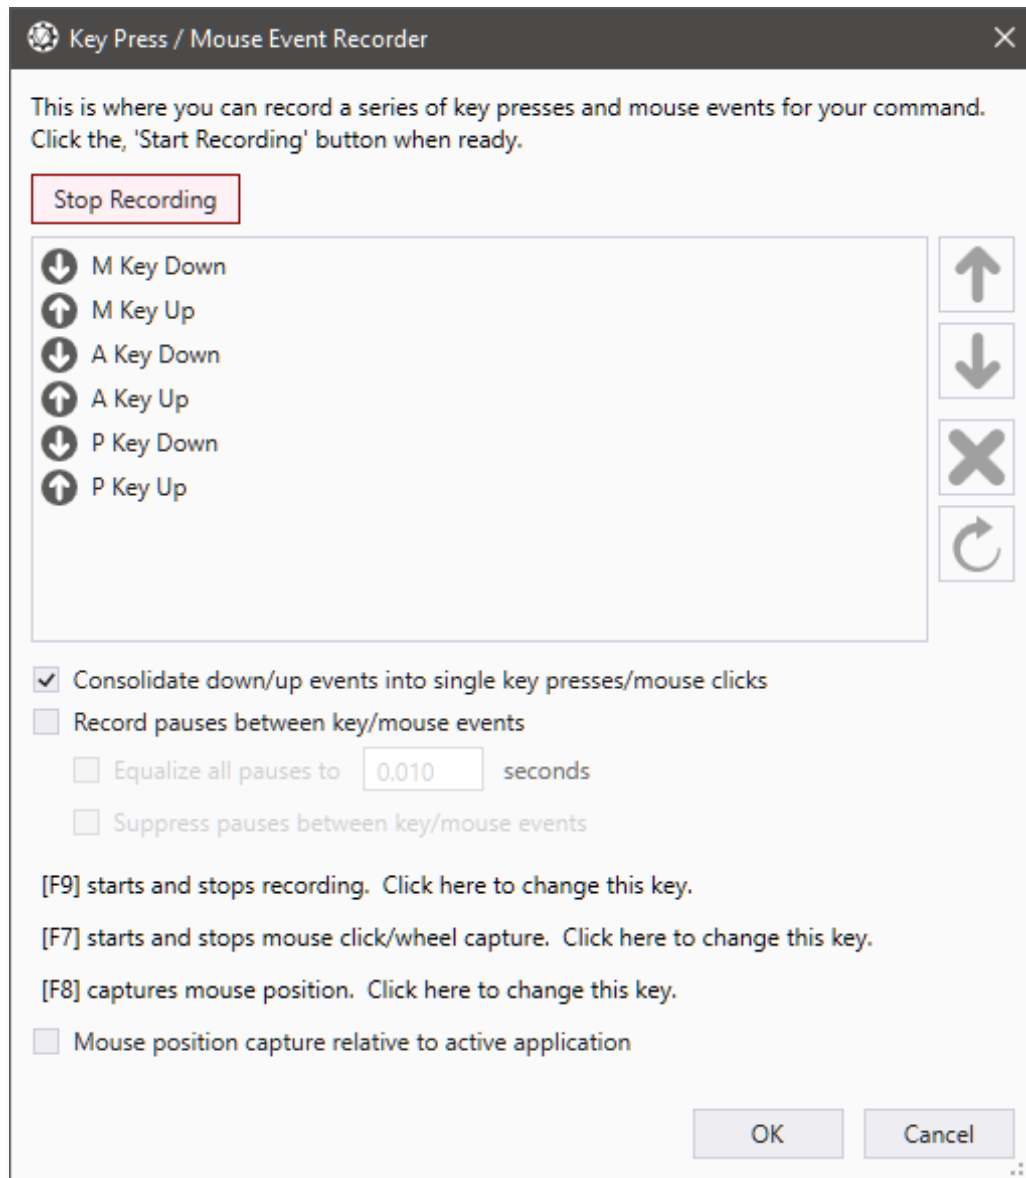 Key Press / Mouse Event Recorder
This is where you can record a series of key presses and mouse events for your command.
Click the, 'Start Recording' button when ready.
Stop Recording
M Key Down
M Key Up
A Key Down
A Key Up
P Key Down
P Key Up
Consolidate down/up events into single key presses/mouse clicks
Record pauses between key/mouse events
Equalize all pauses to 0.010 seconds
Suppress pauses between key/mouse events
[F9] starts and stops recording.  Click here to change this key.
[F7] starts and stops mouse click/wheel capture.  Click here to change this key.
[F8] captures mouse position.  Click here to change this key.
Mouse position capture relative to active application
OK Cancel